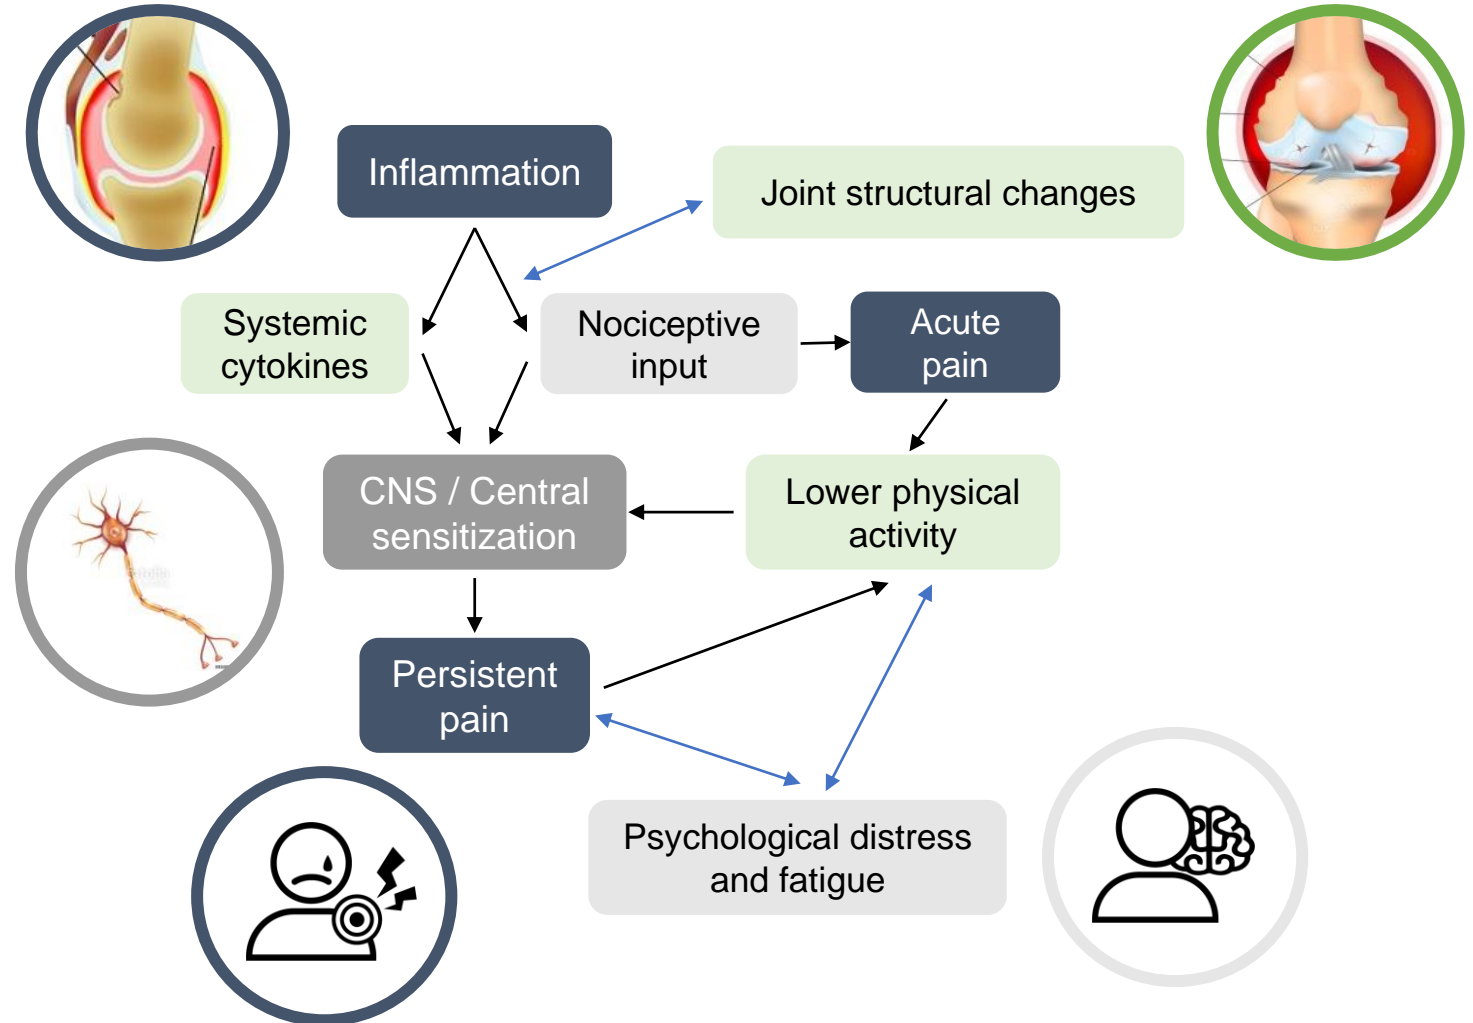 Inflammation
Joint structural changes
Systemic
cytokines
Nociceptive
input
Acute
pain
CNS / Central
sensitization
Lower physical
activity
Persistent
pain
Psychological distress
and fatigue